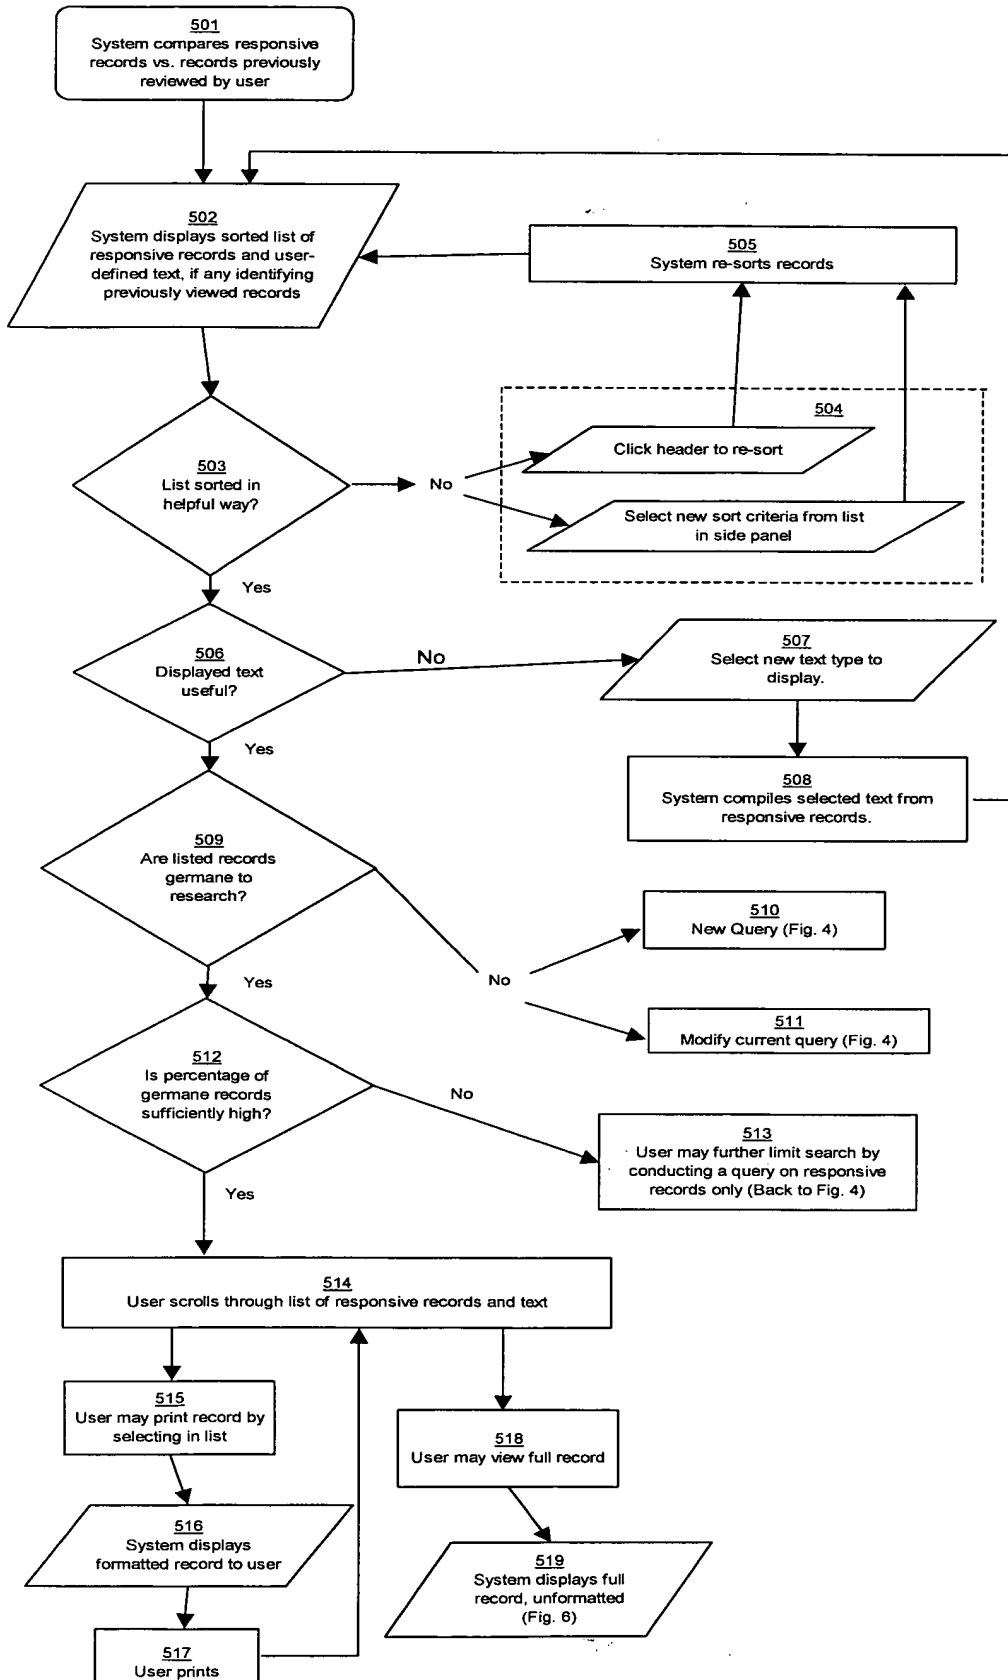 501
System compares responsive
records vs. records previously
reviewed by user
502
System displays sorted list of
responsive records and user-
defined text, if any identifying
previously viewed records
505
System re-sorts records
504
Click header to re-sort
503
List sorted in
helpful way?
No
Select new sort criteria from list
in side panel
Yes
506
Displayed text
useful?
No
507
Select new text type to
display.
Yes
508
System compiles selected text from
responsive records.
509
Are listed records
germane to
research?
510
New Query (Fig. 4)
No
Yes
511
Modify current query (Fig. 4)
512
Is percentage of
germane records
sufficiently high?
No
513
User may further limit search by
conducting a query on responsive
records only (Back to Fig. 4)
Yes
514
User scrolls through list of responsive records and text
515
User may print record by
selecting in list
518
User may view full record
516
System displays
formatted record to user
519
System displays full
record, unformatted
(Fig. 6)
517
User prints